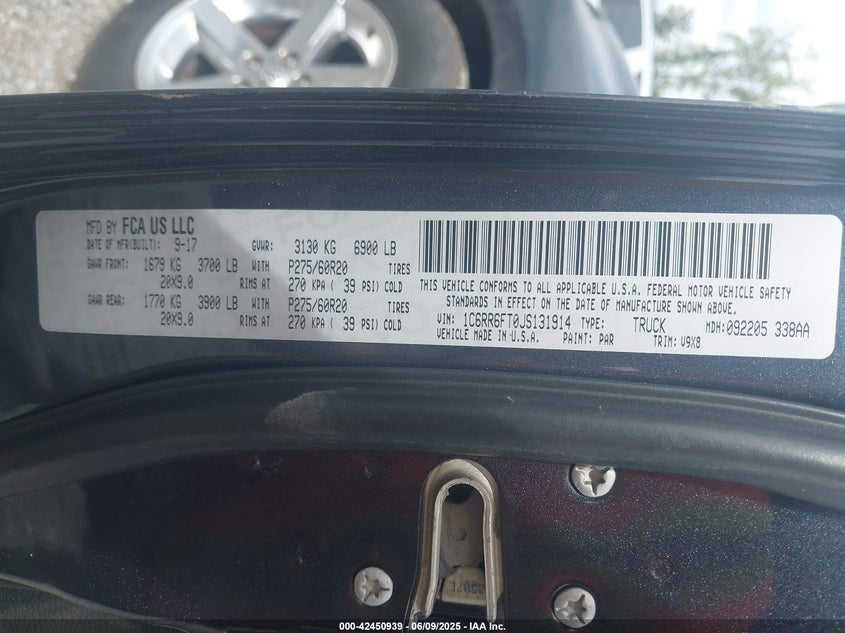 MFD BY FCA US LLC
DATE OF MFR(BUILT): 9-17 GVWR: 3130 KG 6900 LB
GAWR FRONT: 1679 KG 3700 LB WITH P275/60R20 TIRES
20X9.0 RIMS AT 270 KPA ( 39 PSI) COLD
GAWR REAR: 1770 KG 3900 LB WITH P275/60R20 TIRES
20X9.0 RIMS AT 270 KPA ( 39 PSI) COLD
THIS VEHICLE CONFORMS TO ALL APPLICABLE U.S.A. FEDERAL MOTOR VEHICLE SAFETY
STANDARDS IN EFFECT ON THE DATE OF MANUFACTURE SHOWN ABOVE.
VIN: 1C6RR6FT0JS131914 TYPE: TRUCK MDH:092205 338AA
VEHICLE MADE IN U.S.A. PAINT: PAR TRIM: V9X8
000-42450939 - 06/09/2025 - IAA Inc.